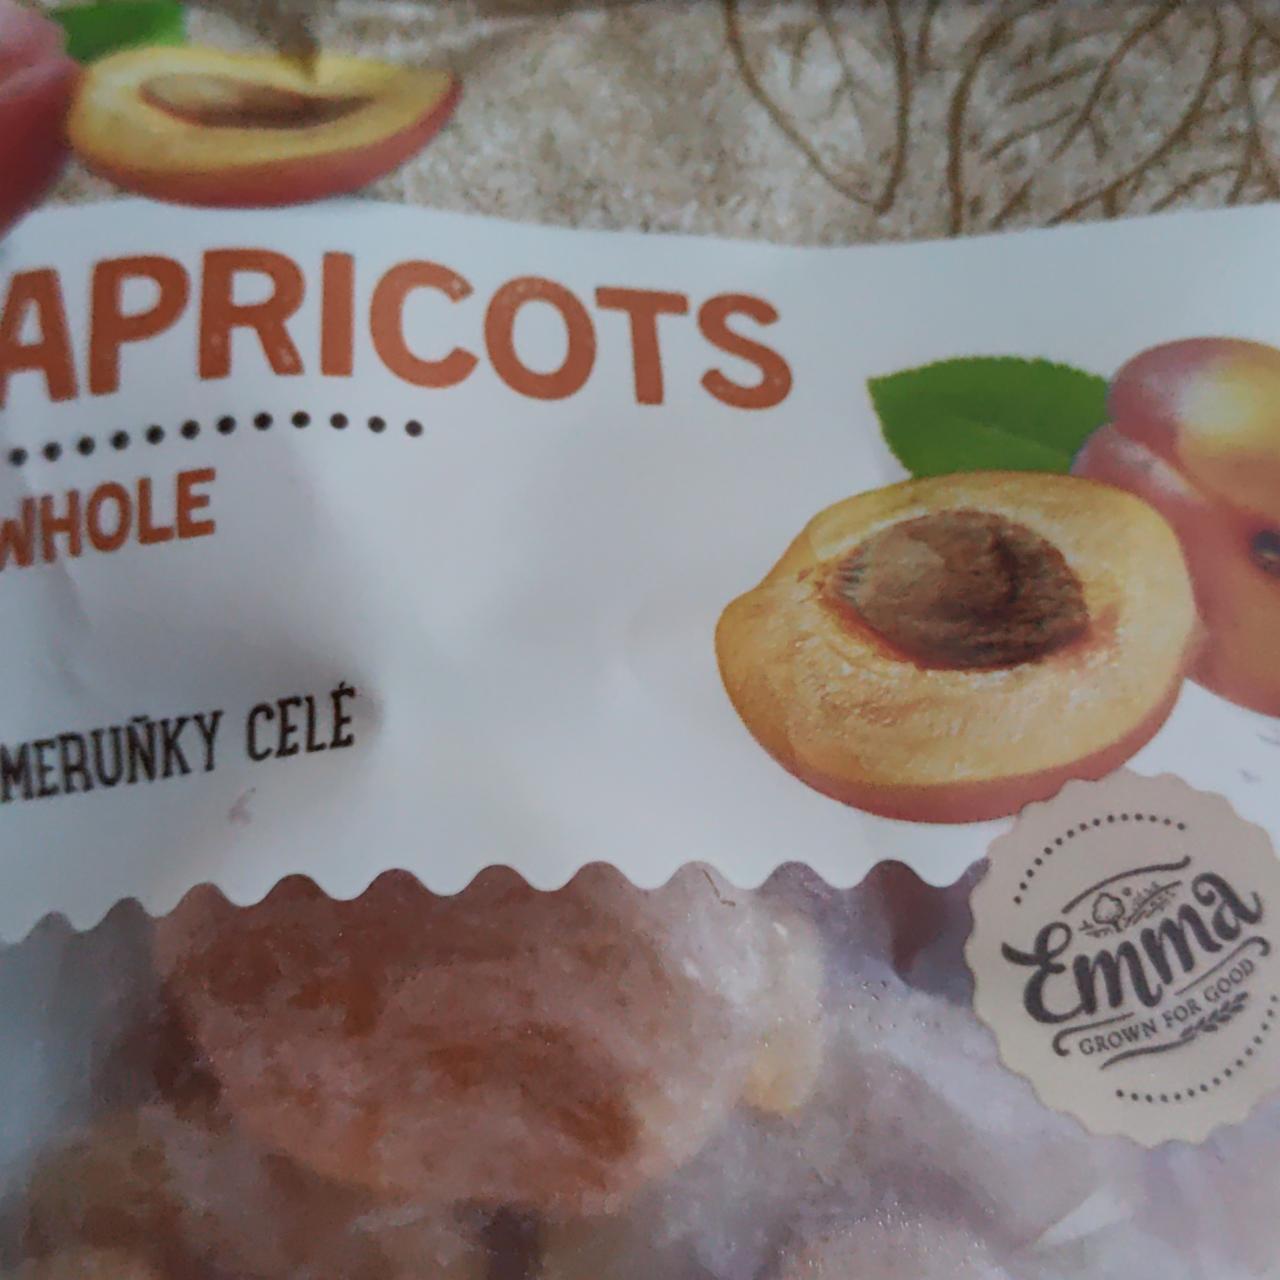 APRICOTS
WHOLE
MERUŇKY CELÉ
Emma
GROWN FOR GOOD